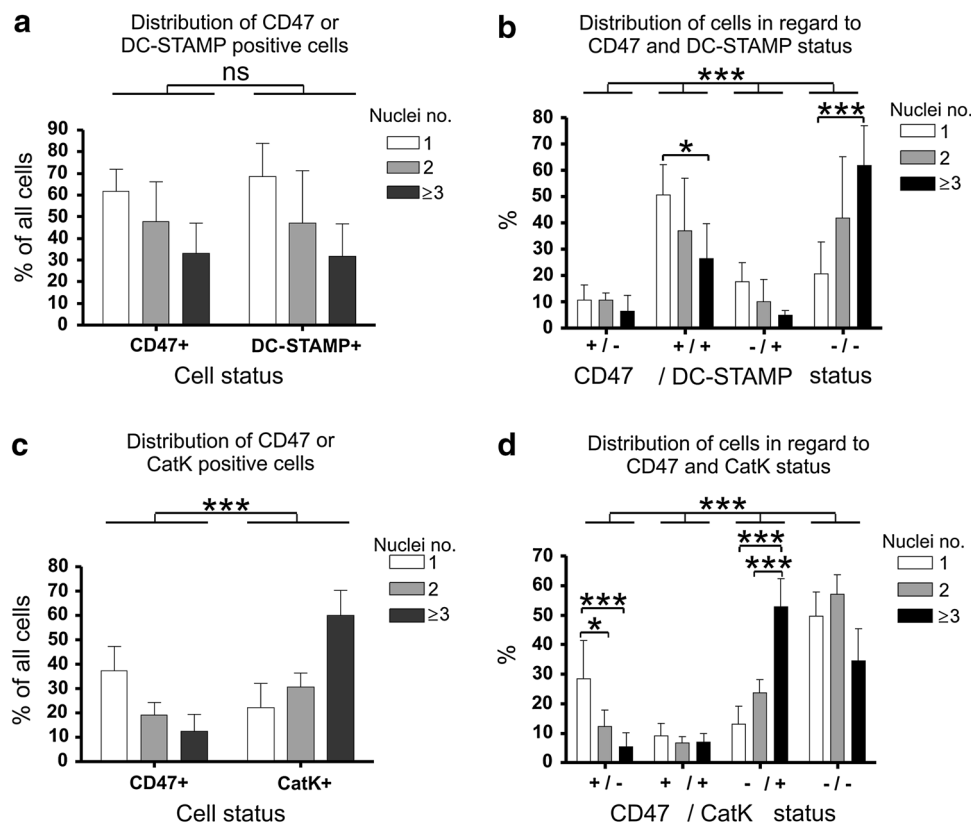 a
Distribution of CD47 or
DC-STAMP positive cells
ns
Nuclei no.
1
2
≥3
% of all cells
90
80
70
60
50
40
30
20
10
0
CD47+ DC-STAMP+
Cell status
b
Distribution of cells in regard to
CD47 and DC-STAMP status
***
***
*
Nuclei no.
1
2
≥3
%
80
70
60
50
40
30
20
10
0
+ / - + / + - / + - / -
CD47 / DC-STAMP status
c
Distribution of CD47 or
CatK positive cells
***
Nuclei no.
1
2
≥3
% of all cells
80
70
60
50
40
30
20
10
0
CD47+ CatK+
Cell status
d
Distribution of cells in regard to
CD47 and CatK status
***
***
***
***
*
Nuclei no.
1
2
≥3
%
70
60
50
40
30
20
10
0
+ / - + / + - / + - / -
CD47 / CatK status